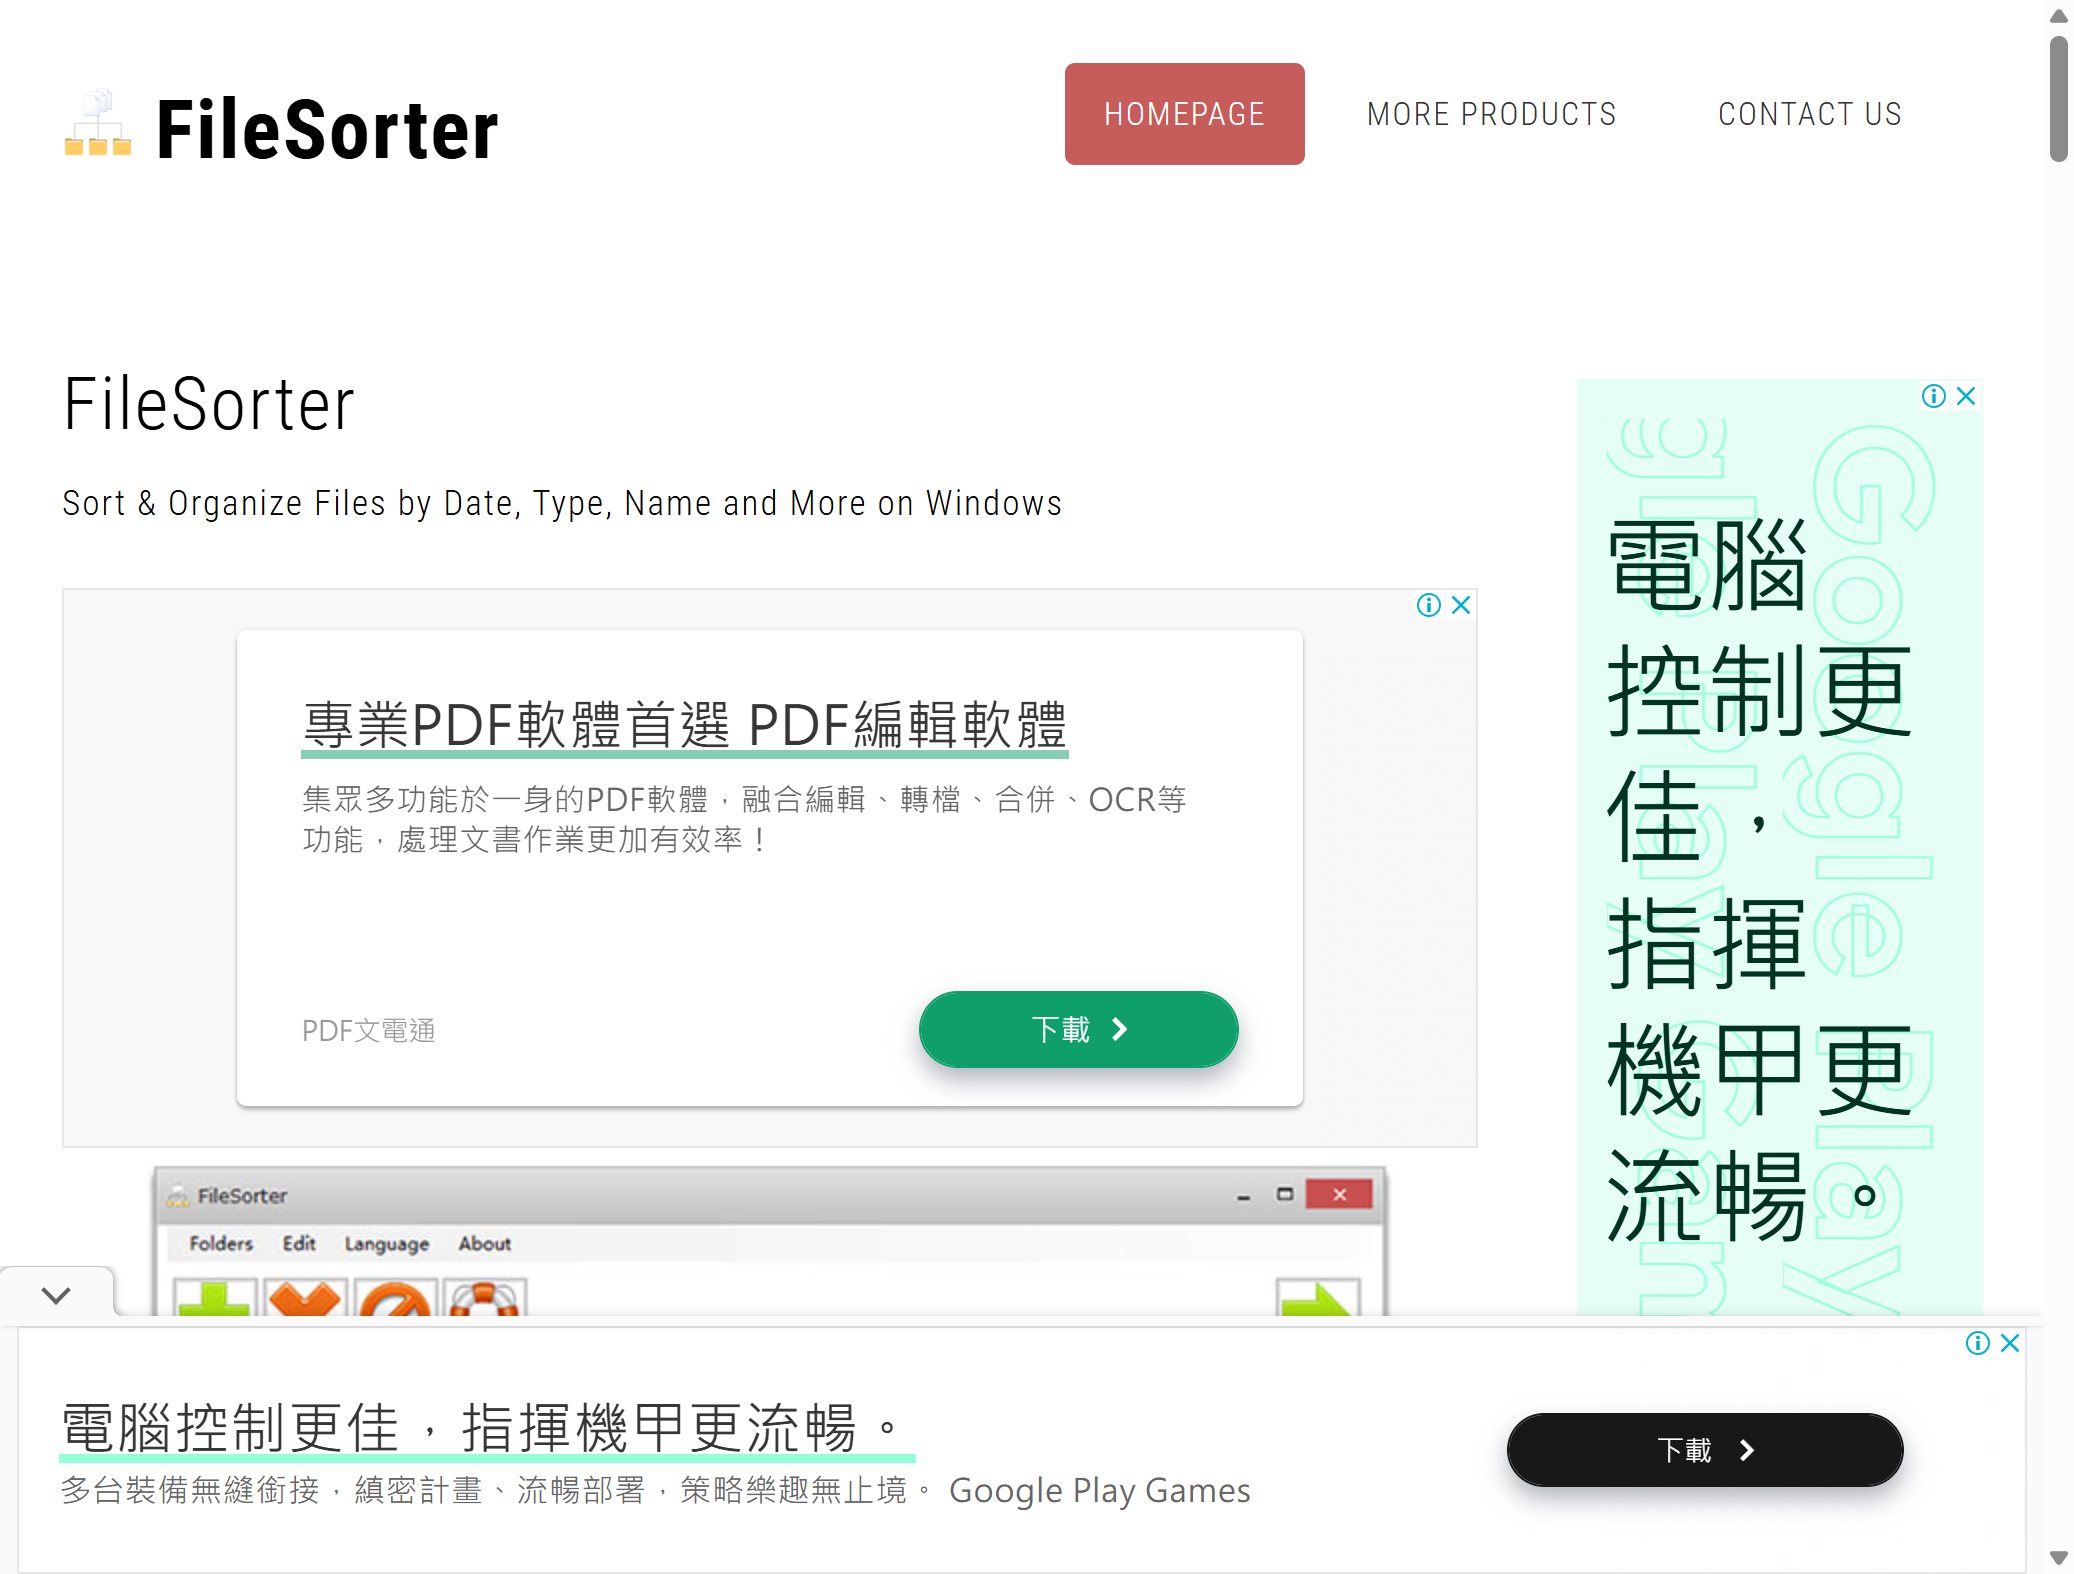 FileSorter
HOMEPAGE
MORE PRODUCTS
CONTACT US
FileSorter
Sort & Organize Files by Date, Type, Name and More on Windows
專業PDF軟體首選 PDF編輯軟體
集眾多功能於一身的PDF軟體，融合編輯、轉檔、合併、OCR等
功能，處理文書作業更加有效率！
PDF文電通
下載
Google Play
gle Play Gam
電腦
控制更
佳，
指揮
機甲更
流暢。
FileSorter
Folders Edit Language About
電腦控制更佳，指揮機甲更流暢。
多台裝備無縫銜接，縝密計畫、流暢部署，策略樂趣無止境。 Google Play Games
下載